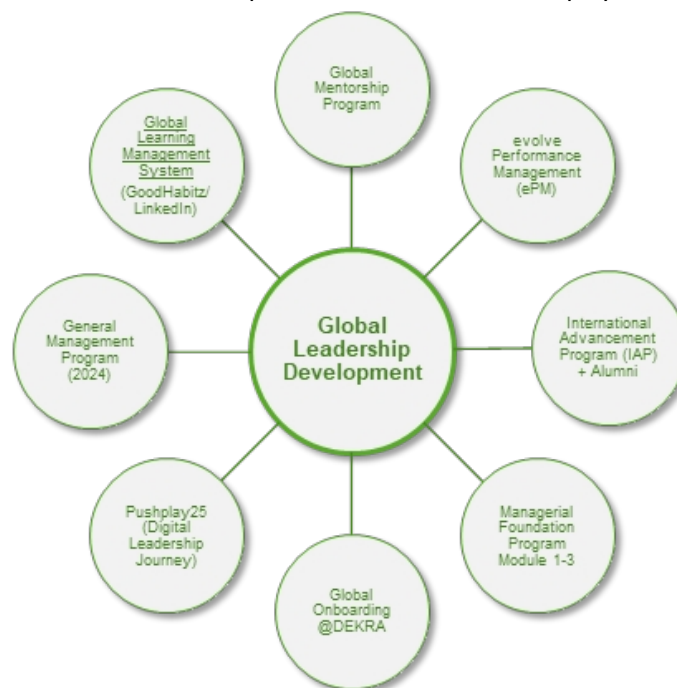 Global
Mentorship
Program
evolve
Performance
Management
(ePM)
International
Advancement
Program (IAP)
+ Alumni
Managerial
Foundation
Program
Module 1-3
Global
Onboarding
@DEKRA
Pushplay25
(Digital
Leadership
Journey)
General
Management
Program
(2024)
Global
Learning
Management
System
(GoodHabitz/
LinkedIn)
Global
Leadership
Development